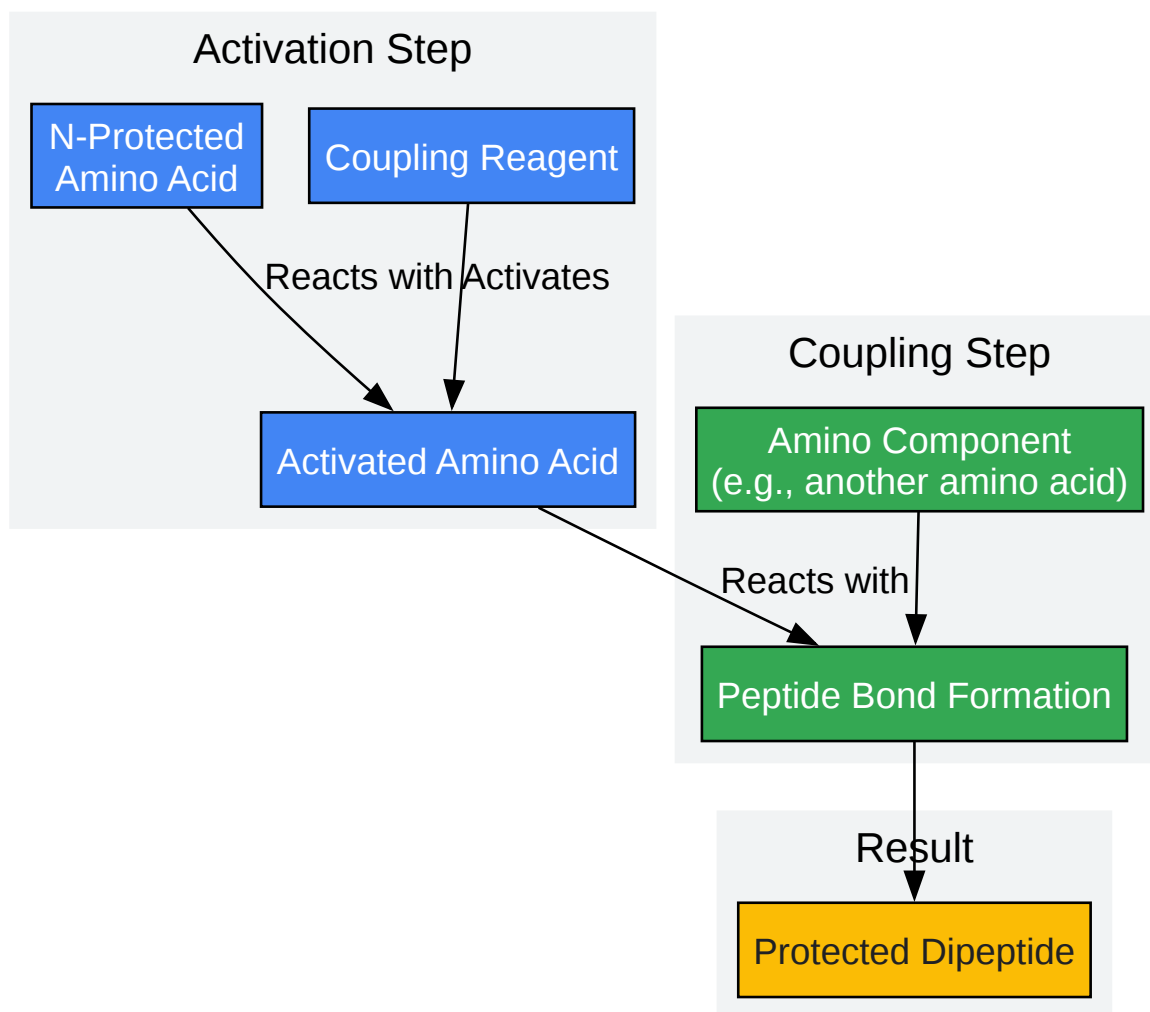 Activation Step
N-Protected
Amino Acid
Coupling Reagent
Reacts with
Activates
Activated Amino Acid
Coupling Step
Amino Component
(e.g., another amino acid)
Reacts with
Peptide Bond Formation
Result
Protected Dipeptide